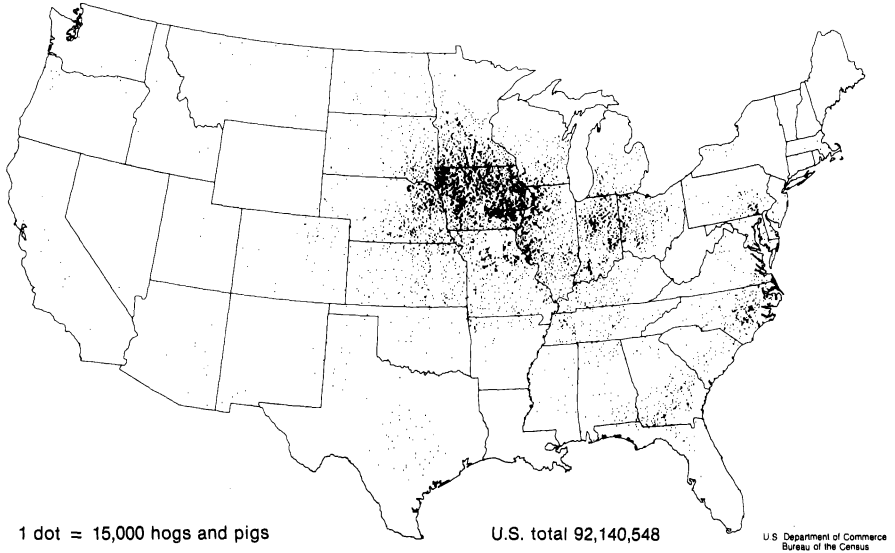 1 dot = 15,000 hogs and pigs
U.S. total 92,140,548
U.S. Department of Commerce
Bureau of the Census